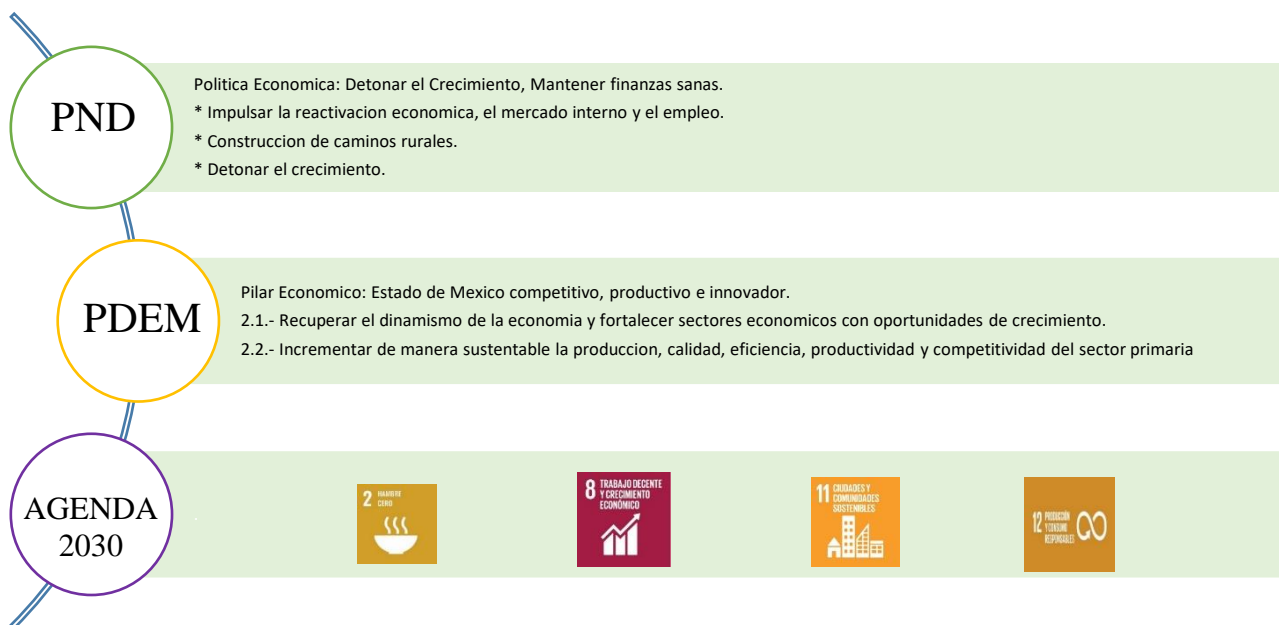 PND
Politica Economica: Detonar el Crecimiento, Mantener finanzas sanas.
* Impulsar la reactivacion economica, el mercado interno y el empleo.
* Construccion de caminos rurales.
* Detonar el crecimiento.
PDEM
Pilar Economico: Estado de Mexico competitivo, productivo e innovador.
2.1.- Recuperar el dinamismo de la economia y fortalecer sectores economicos con oportunidades de crecimiento.
2.2.- Incrementar de manera sustentable la produccion, calidad, eficiencia, productividad y competitividad del sector primaria
AGENDA
2030
2 HAMBRE
CERO
8 TRABAJO DECENTE
Y CRECIMIENTO
ECONÓMICO
11 CIUDADES Y
COMUNIDADES
SOSTENIBLES
12 PRODUCCIÓN
Y CONSUMO
RESPONSABLES